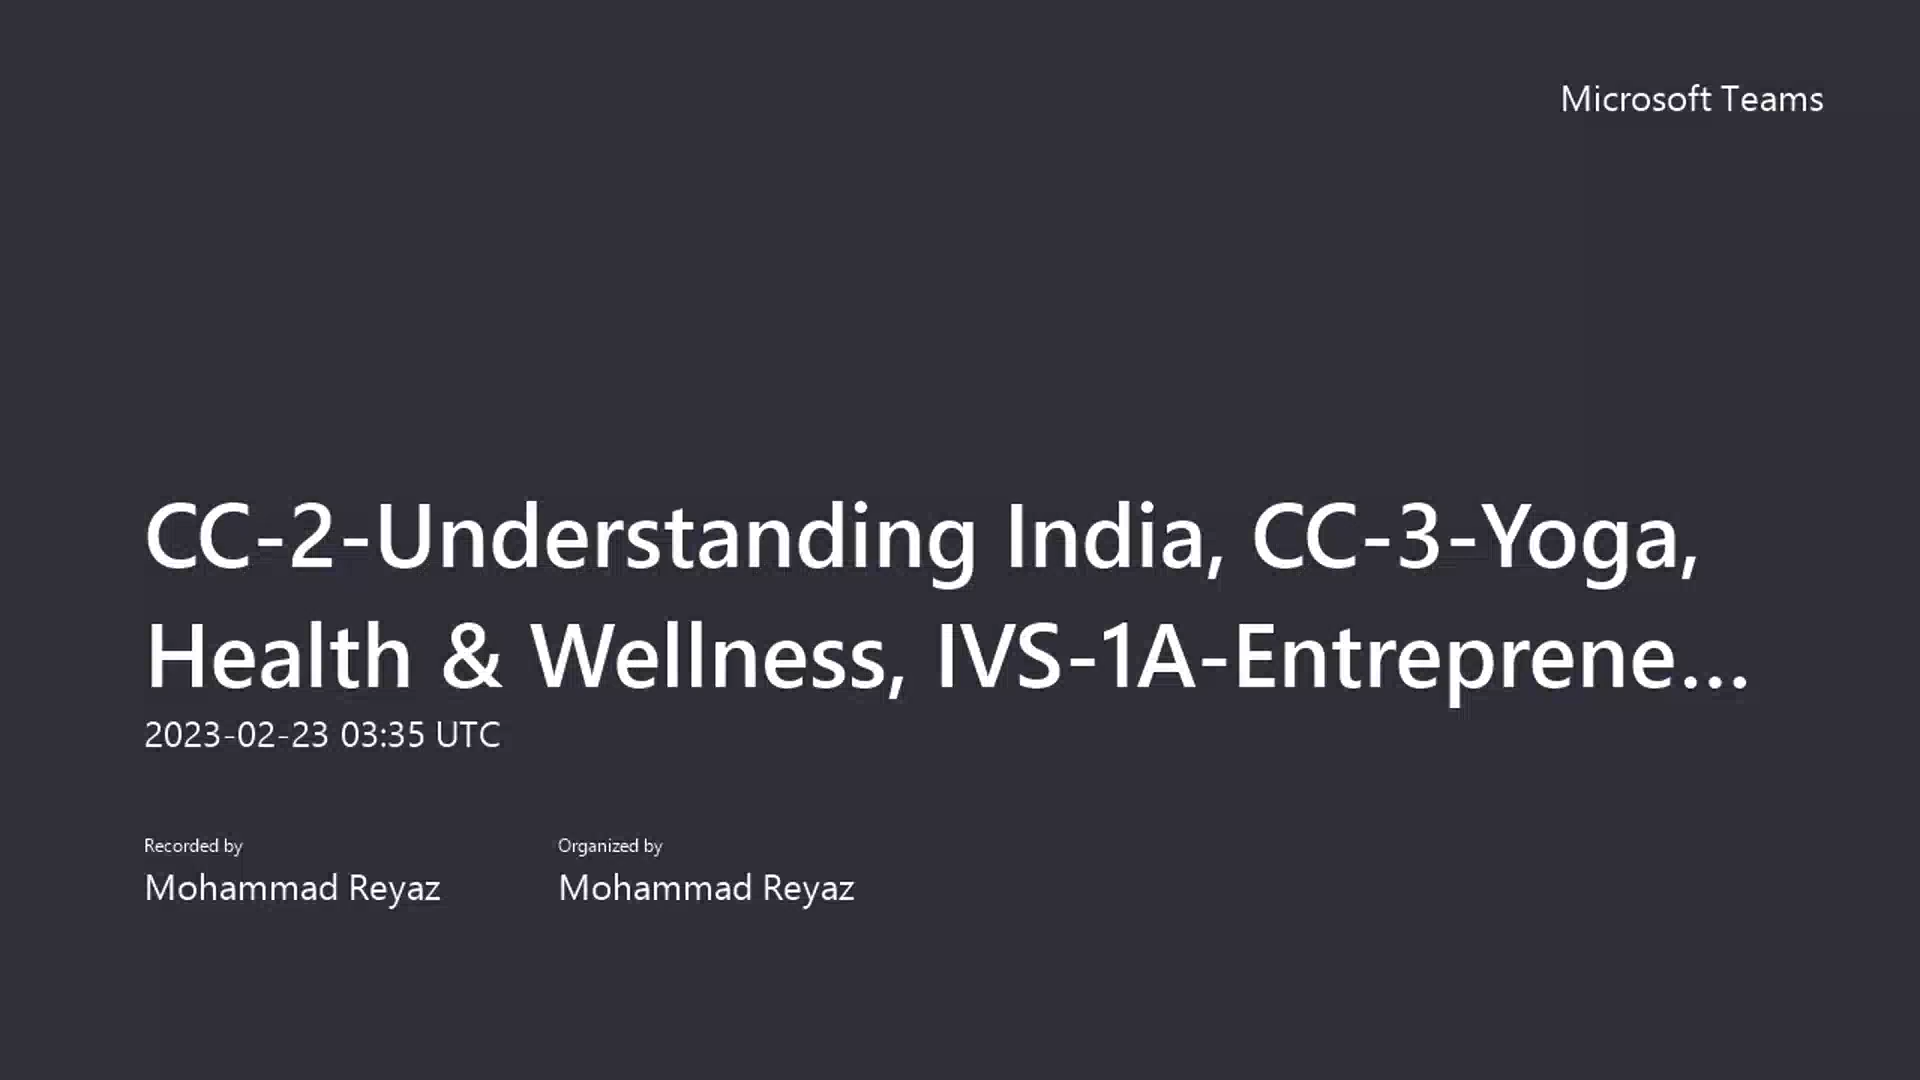 Microsoft Teams
CC-2-Understanding India, CC-3-Yoga,
Health & Wellness, IVS-1A-Entreprene...
2023-02-23 03:35 UTC
Recorded by
Mohammad Reyaz
Organized by
Mohammad Reyaz